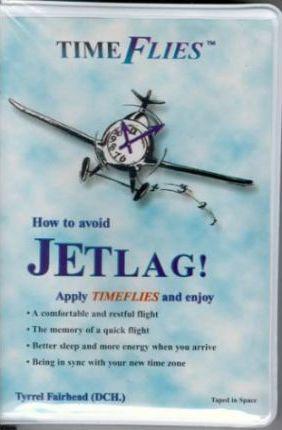 TIMEFLIES™
How to avoid
JETLAG!
Apply TIMEFLIES and enjoy
• A comfortable and restful flight
• The memory of a quick flight
• Better sleep and more energy when you arrive
• Being in sync with your new time zone
Tyrrel Fairhead (DCH.)
Taped in Space